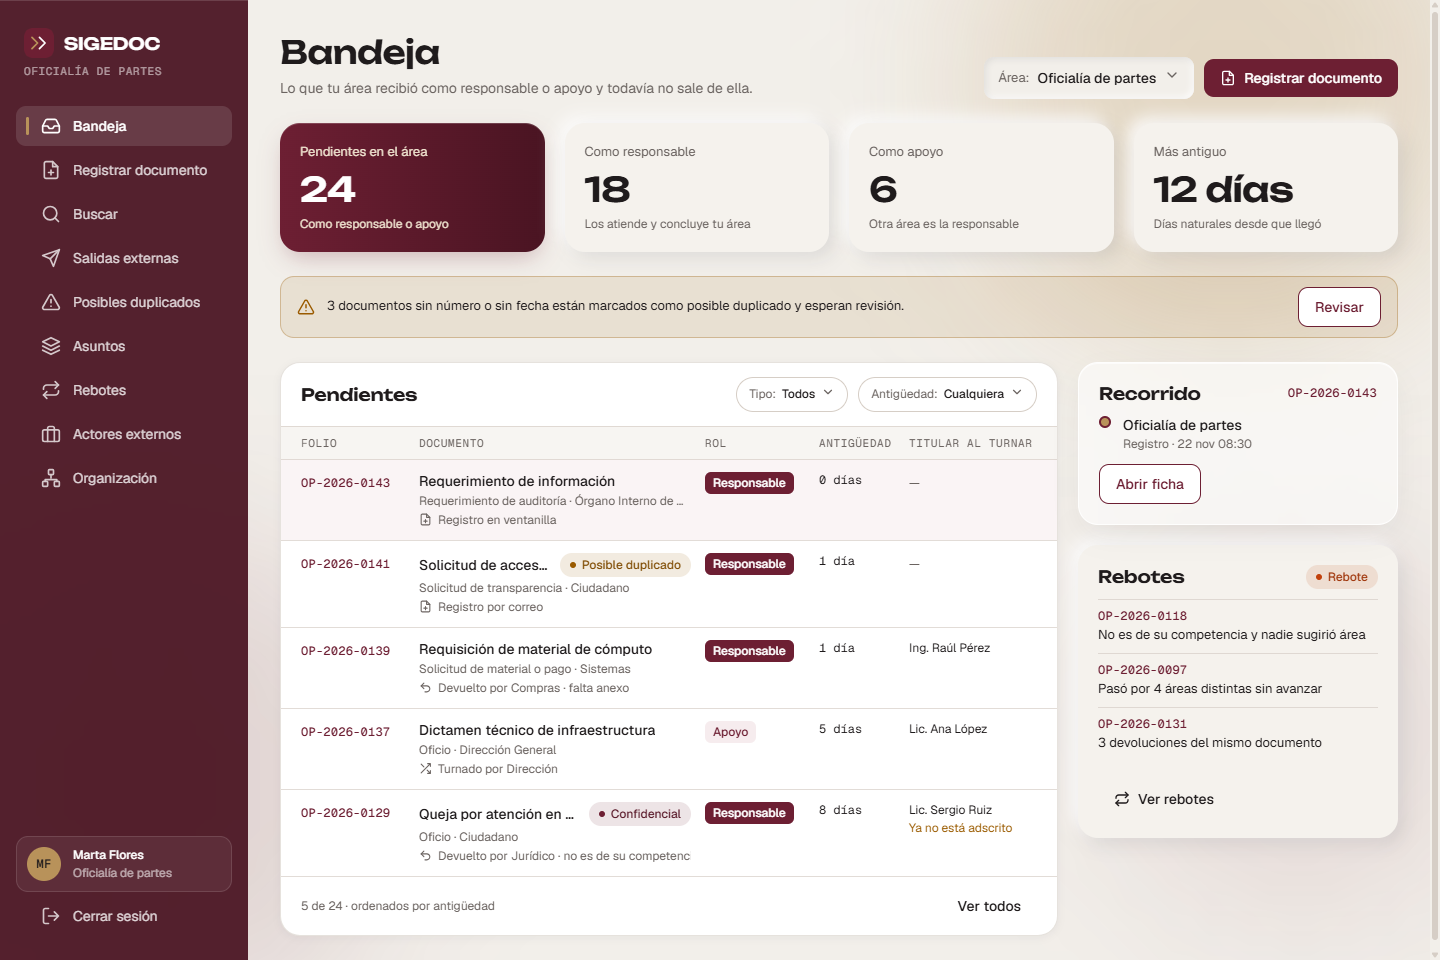 SIGEDOC
OFICIALÍA DE PARTES
Bandeja
Registrar documento
Buscar
Salidas externas
Posibles duplicados
Asuntos
Rebotes
Actores externos
Organización
MF
Marta Flores
Oficialía de partes
Cerrar sesión
Bandeja
Lo que tu área recibió como responsable o apoyo y todavía no sale de ella.
Área: Oficialía de partes
Registrar documento
Pendientes en el área
24
Como responsable o apoyo
Como responsable
18
Los atiende y concluye tu área
Como apoyo
6
Otra área es la responsable
Más antiguo
12 días
Días naturales desde que llegó
3 documentos sin número o sin fecha están marcados como posible duplicado y esperan revisión.
Revisar
Pendientes
Tipo: Todos
Antigüedad: Cualquiera
FOLIO DOCUMENTO ROL ANTIGÜEDAD TITULAR AL TURNAR
OP-2026-0143 Requerimiento de información Responsable 0 días —
Requerimiento de auditoría · Órgano Interno de ...
Registro en ventanilla
OP-2026-0141 Solicitud de acces... Posible duplicado Responsable 1 día —
Solicitud de transparencia · Ciudadano
Registro por correo
OP-2026-0139 Requisición de material de cómputo Responsable 1 día Ing. Raúl Pérez
Solicitud de material o pago · Sistemas
Devuelto por Compras · falta anexo
OP-2026-0137 Dictamen técnico de infraestructura Apoyo 5 días Lic. Ana López
Oficio · Dirección General
Turnado por Dirección
OP-2026-0129 Queja por atención en ... Confidencial Responsable 8 días Lic. Sergio Ruiz
Ya no está adscrito
Oficio · Ciudadano
Devuelto por Jurídico · no es de su competenc
5 de 24 · ordenados por antigüedad
Ver todos
Recorrido
OP-2026-0143
Oficialía de partes
Registro · 22 nov 08:30
Abrir ficha
Rebotes
Rebote
OP-2026-0118
No es de su competencia y nadie sugirió área
OP-2026-0097
Pasó por 4 áreas distintas sin avanzar
OP-2026-0131
3 devoluciones del mismo documento
Ver rebotes